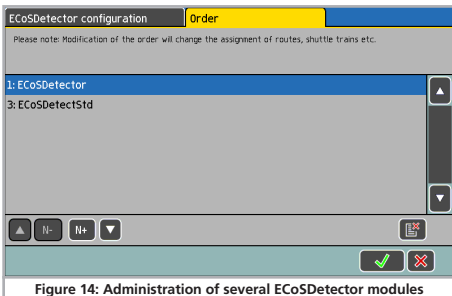 ECoSDetector configuration
Order
Please note: Modification of the order will change the assignment of routes, shuttle trains etc.
1: ECoSDetector
3: ECoSDetectStd
N-
N+
Figure 14: Administration of several ECoSDetector modules